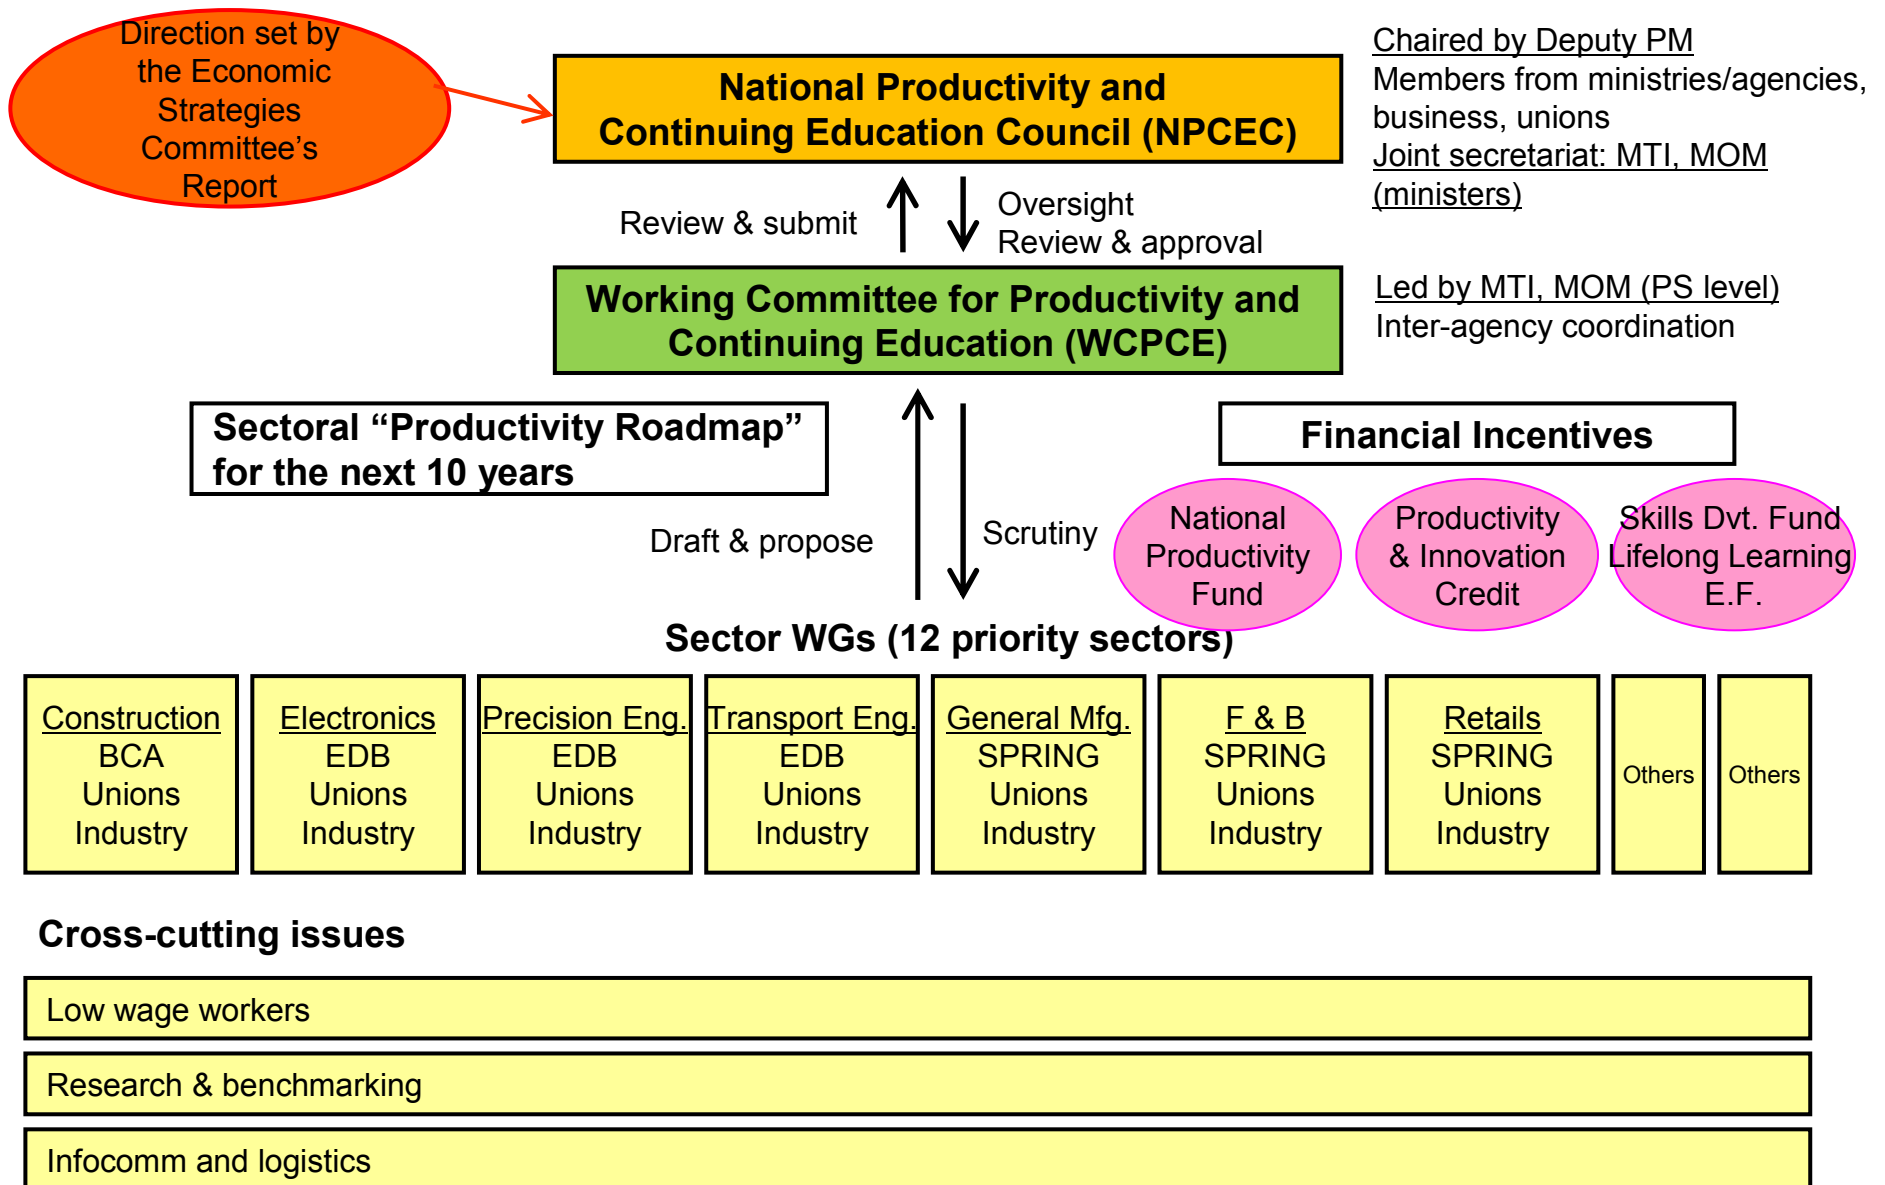 Direction set by
the Economic
Strategies
Committee's
Report
National Productivity and
Continuing Education Council (NPCEC)
Chaired by Deputy PM
Members from ministries/agencies,
business, unions
Joint secretariat: MTI, MOM
(ministers)
Review & submit
Oversight
Review & approval
Working Committee for Productivity and
Continuing Education (WCPCE)
Led by MTI, MOM (PS level)
Inter-agency coordination
Sectoral “Productivity Roadmap”
for the next 10 years
Financial Incentives
Draft & propose
Scrutiny
National
Productivity
Fund
Productivity
& Innovation
Credit
Skills Dvt. Fund
Lifelong Learning
E.F.
Sector WGs (12 priority sectors)
Construction
BCA
Unions
Industry
Electronics
EDB
Unions
Industry
Precision Eng.
EDB
Unions
Industry
Transport Eng.
EDB
Unions
Industry
General Mfg.
SPRING
Unions
Industry
F & B
SPRING
Unions
Industry
Retails
SPRING
Unions
Industry
Others
Others
Cross-cutting issues
Low wage workers
Research & benchmarking
Infocomm and logistics